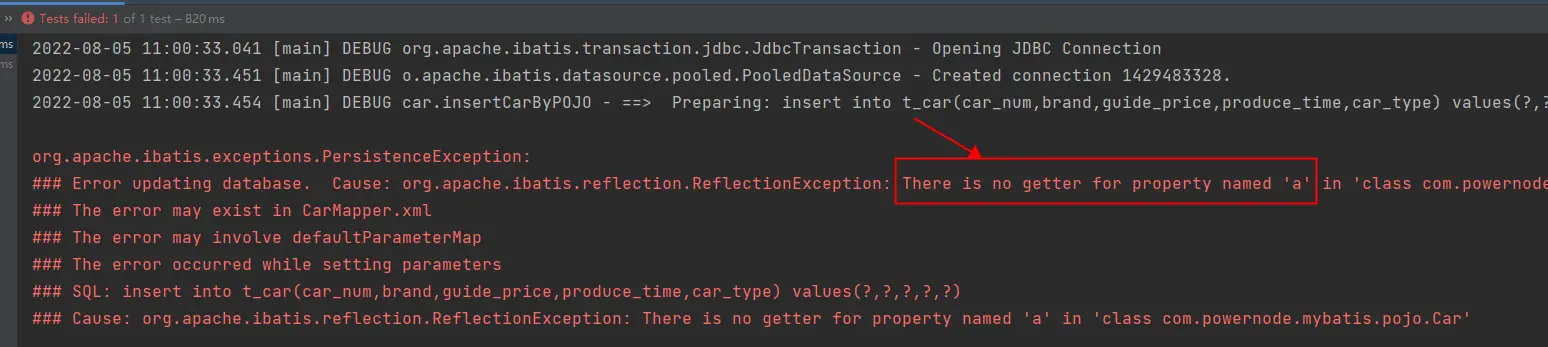 ›› Tests failed: 1 of 1 test – 820 ms
ms 2022-08-05 11:00:33.041 [main] DEBUG org.apache.ibatis.transaction.jdbc.JdbcTransaction - Opening JDBC Connection
ms 2022-08-05 11:00:33.451 [main] DEBUG o.apache.ibatis.datasource.pooled.PooledDataSource - Created connection 1429483328.
2022-08-05 11:00:33.454 [main] DEBUG car.insertCarByPOJO - ==>  Preparing: insert into t_car(car_num,brand,guide_price,produce_time,car_type) values(?,?
org.apache.ibatis.exceptions.PersistenceException:
### Error updating database.  Cause: org.apache.ibatis.reflection.ReflectionException: There is no getter for property named 'a' in 'class com.powernode
### The error may exist in CarMapper.xml
### The error may involve defaultParameterMap
### The error occurred while setting parameters
### SQL: insert into t_car(car_num,brand,guide_price,produce_time,car_type) values(?,?,?,?,?)
### Cause: org.apache.ibatis.reflection.ReflectionException: There is no getter for property named 'a' in 'class com.powernode.mybatis.pojo.Car'